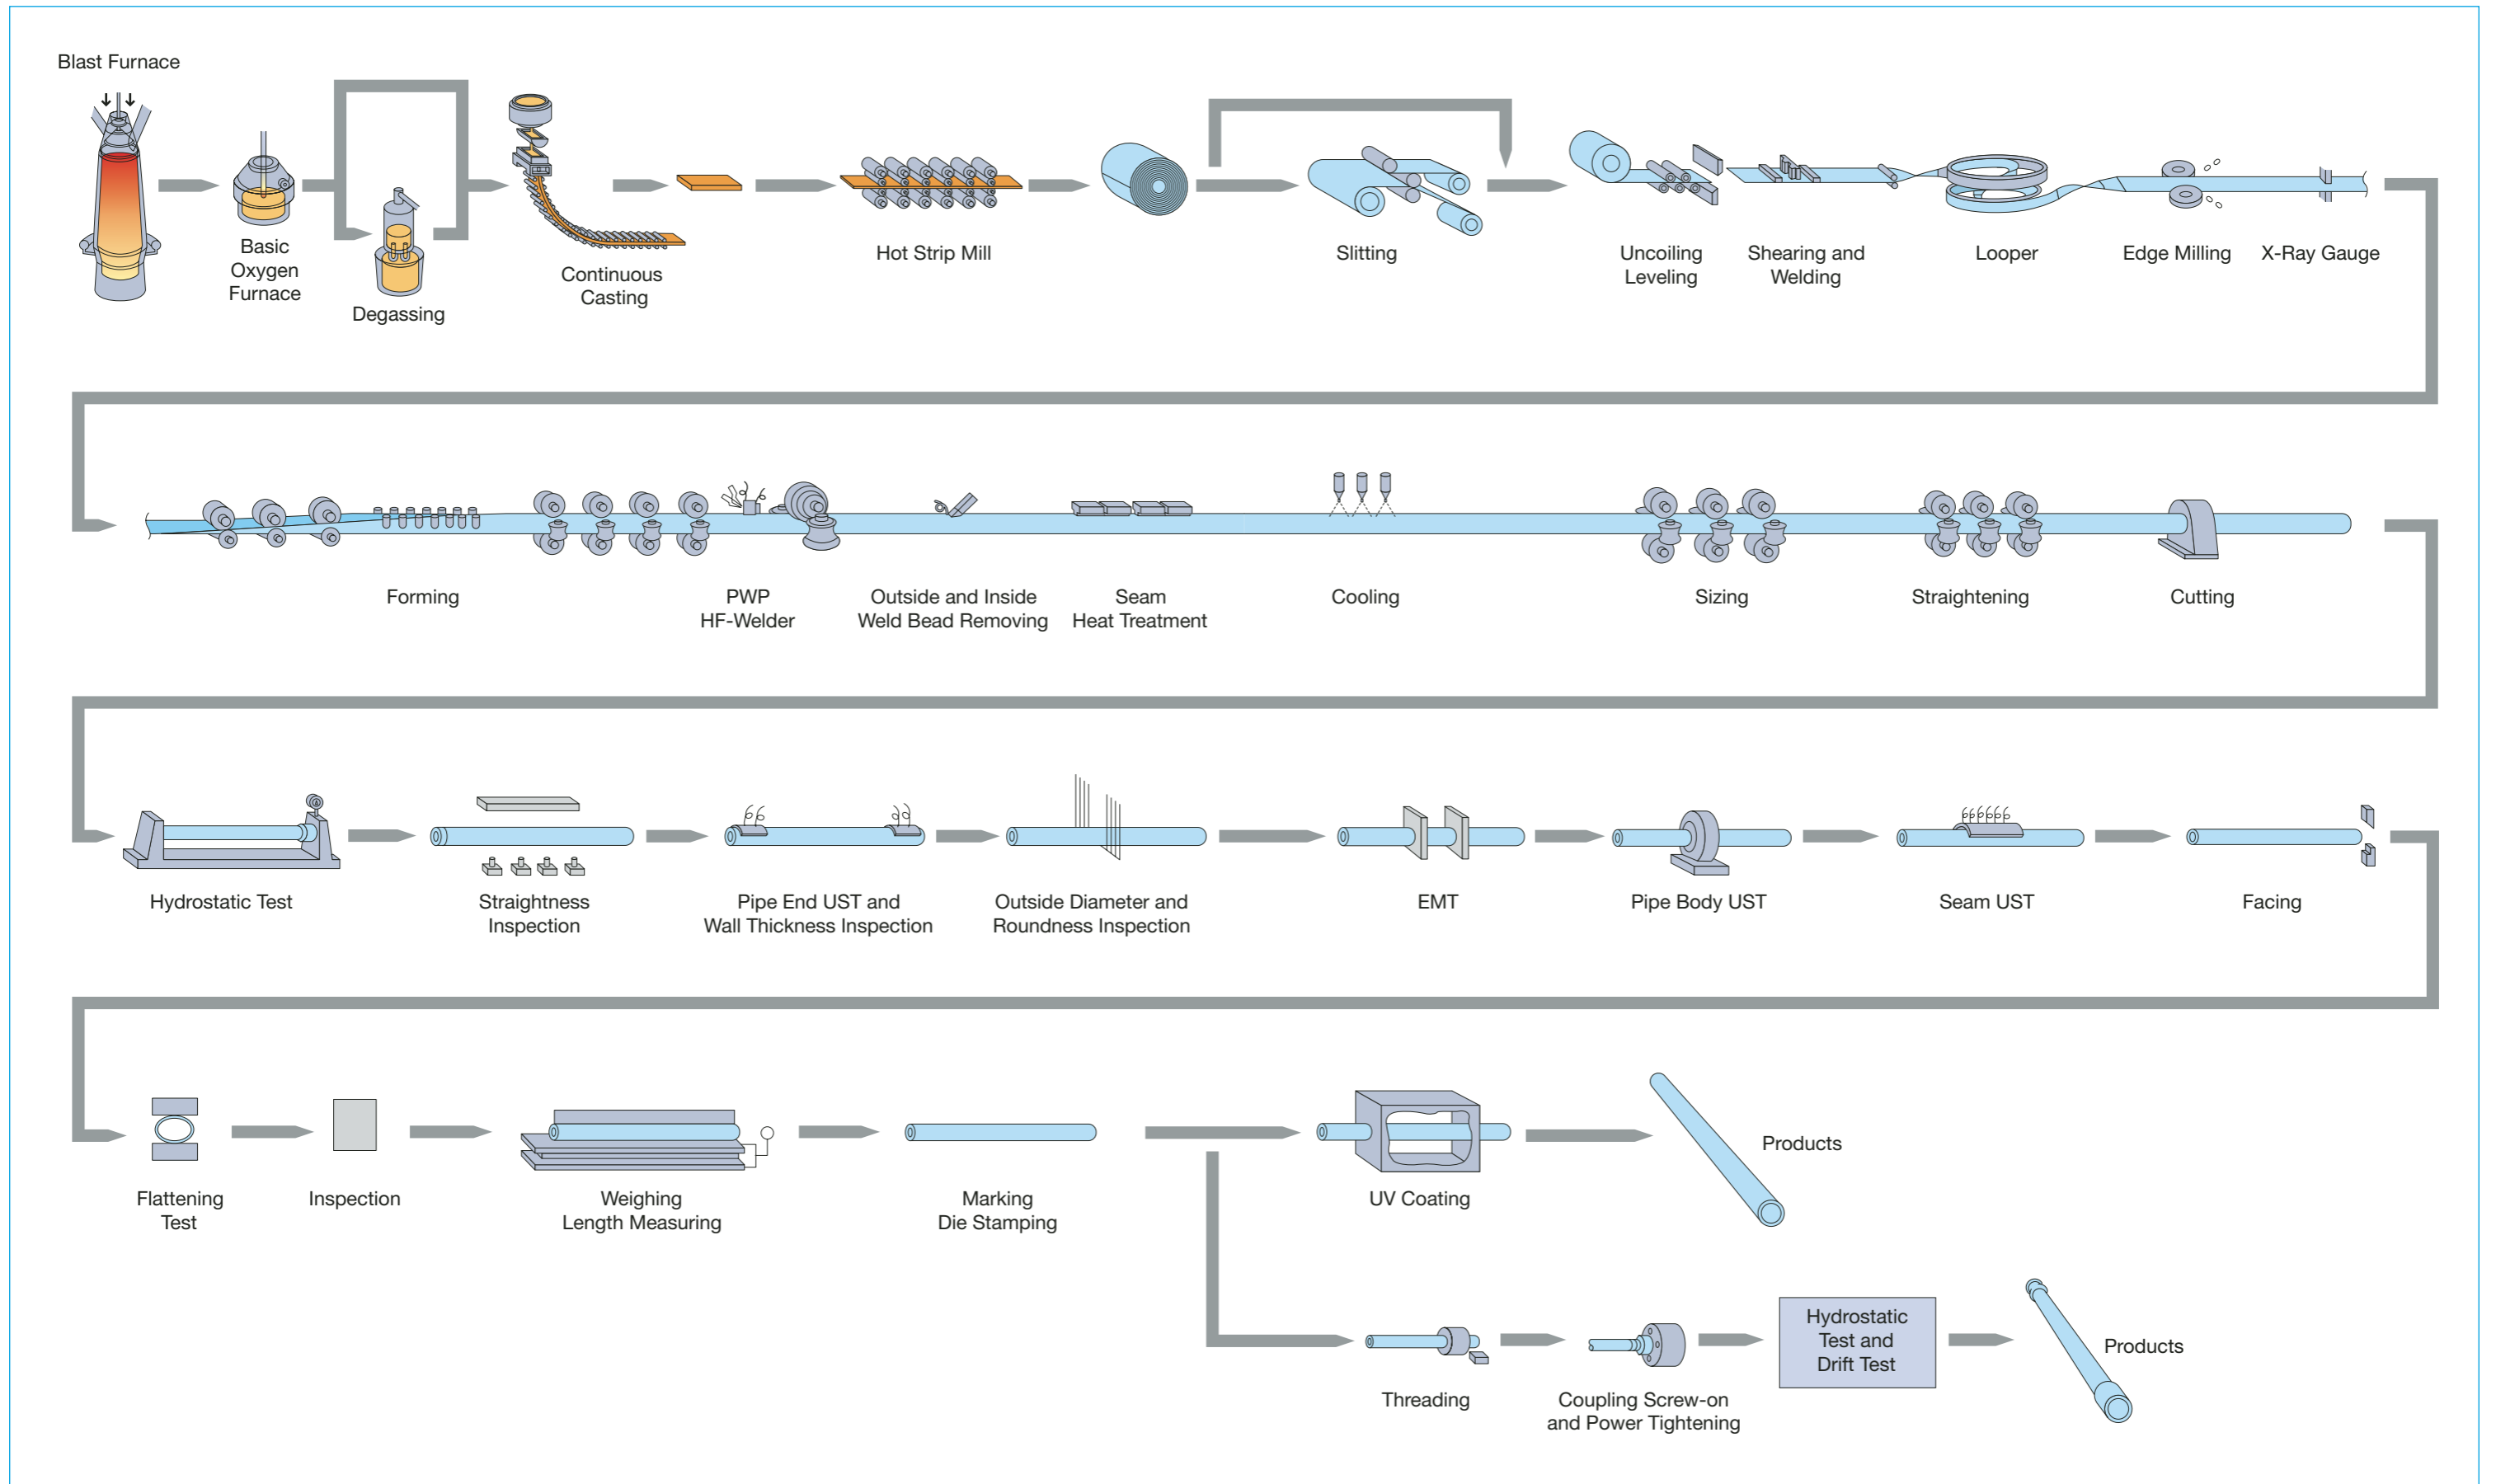 Blast Furnace
Basic
Oxygen
Furnace
Degassing
Continuous
Casting
Hot Strip Mill
Slitting
Uncoiling
Leveling
Shearing and
Welding
Looper
Edge Milling
X-Ray Gauge
Forming
PWP
HF-Welder
Outside and Inside
Weld Bead Removing
Seam
Heat Treatment
Cooling
Sizing
Straightening
Cutting
Hydrostatic Test
Straightness
Inspection
Pipe End UST and
Wall Thickness Inspection
Outside Diameter and
Roundness Inspection
EMT
Pipe Body UST
Seam UST
Facing
Flattening
Test
Inspection
Weighing
Length Measuring
Marking
Die Stamping
UV Coating
Products
Threading
Coupling Screw-on
and Power Tightening
Hydrostatic
Test and
Drift Test
Products